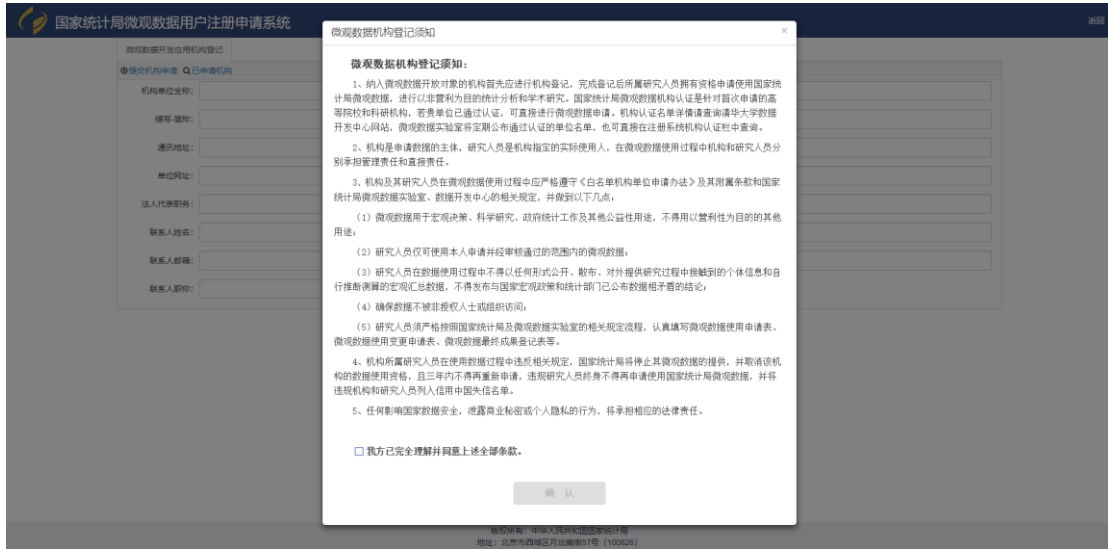 国家统计局微观数据用户注册申请系统
返回
微观数据开发应用机构登记
提交机构申请 已申请机构
机构单位全称：
缩写-简称：
通讯地址：
单位网址：
法人代表职务：
联系人姓名：
联系人邮箱：
联系人职称：
微观数据机构登记须知
×
微观数据机构登记须知：
1、纳入微观数据开放对象的机构首先应进行机构登记，完成登记后所属研究人员拥有资格申请使用国家统
计局微观数据，进行以非营利为目的统计分析和学术研究。国家统计局微观数据机构认证是针对首次申请的高
等院校和科研机构，若贵单位已通过认证，可直接进行微观数据申请。机构认证名单详情请查询清华大学数据
开发中心网站，微观数据实验室将定期公布通过认证的单位名单，也可直接在注册系统机构认证栏中查询。
2、机构是申请数据的主体，研究人员是机构指定的实际使用人，在微观数据使用过程中机构和研究人员分
别承担管理责任和直接责任。
3、机构及其研究人员在微观数据使用过程中应严格遵守《白名单机构单位申请办法》及其附属条款和国家
统计局微观数据实验室、数据开发中心的相关规定，并做到以下几点：
（1）微观数据用于宏观决策、科学研究、政府统计工作及其他公益性用途，不得用以营利性为目的的其他
用途；
（2）研究人员仅可使用本人申请并经审核通过的范围内的微观数据；
（3）研究人员在数据使用过程中不得以任何形式公开、散布、对外提供研究过程中接触到的个体信息和自
行推断测算的宏观汇总数据，不得发布与国家宏观政策和统计部门已公布数据相矛盾的结论；
（4）确保数据不被非授权人士或组织访问；
（5）研究人员须严格按照国家统计局及微观数据实验室的相关规定流程，认真填写微观数据使用申请表、
微观数据使用变更申请表、微观数据最终成果登记表等。
4、机构所属研究人员在使用数据过程中违反相关规定，国家统计局将停止其微观数据的提供，并取消该机
构的数据使用资格，且三年内不得再重新申请，违规研究人员终身不得再申请使用国家统计局微观数据，并将
违规机构和研究人员列入信用中国失信名单。
5、任何影响国家数据安全，泄露商业秘密或个人隐私的行为，将承担相应的法律责任。
我方已完全理解并同意上述全部条款。
确 认
版权所有：中华人民共和国国家统计局
地址：北京市西城区月坛南街57号（100826）